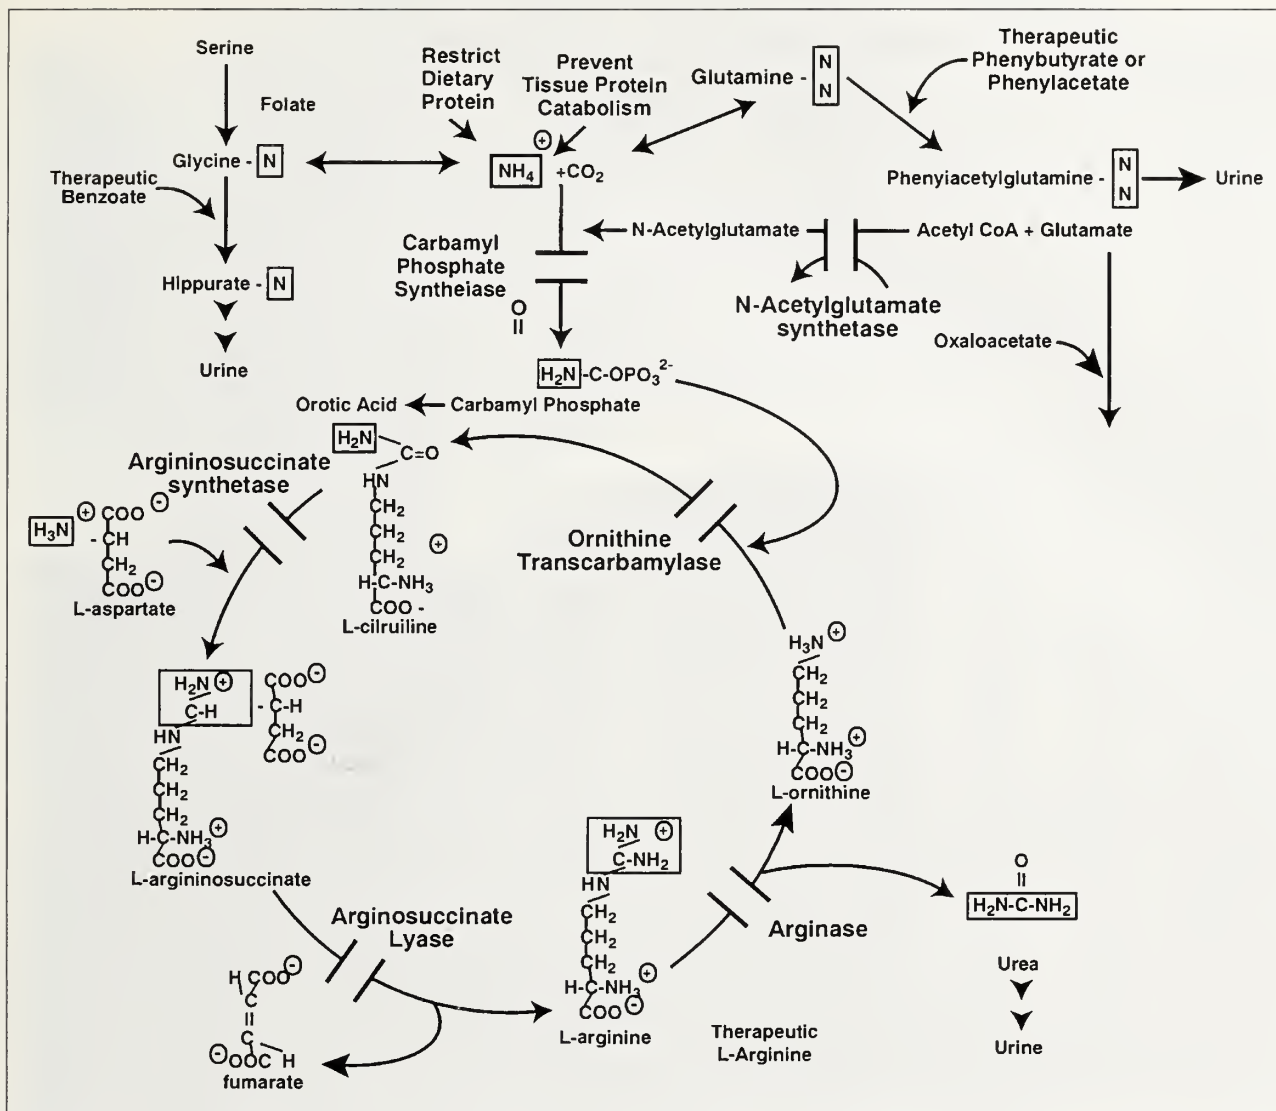 Serine
Folate
Glycine - N
Therapeutic
Benzoate
Hippurate - N
Urine
Restrict
Dietary
Protein
Prevent
Tissue Protein
Catabolism
+
NH4 +CO2
Glutamine - N
N
Therapeutic
Phenybutyrate or
Phenylacetate
Phenyiacetylglutamine - N
N
Urine
N-Acetylglutamate
Acetyl CoA + Glutamate
N-Acetylglutamate
synthetase
Oxaloacetate
Carbamyl
Phosphate
Syntheiase
O
H2N-C-OPO3 2-
Orotic Acid
Carbamyl Phosphate
H2N
C=O
HN
CH2
CH2
CH2
+
H-C-NH3
COO -
L-cilruiline
Argininosuccinate
synthetase
H3N + - COO -
CH
CH2
COO -
L-aspartate
Ornithine
Transcarbamylase
H2N + COO -
C-H - C-H
HN CH2
COO -
CH2
CH2
CH2
H-C-NH3 +
COO -
L-argininosuccinate
H3N +
CH2
CH2
CH2
H-C-NH3 +
COO -
L-ornithine
Arginosuccinate
Lyase
H COO -
C
C
- OOC H
fumarate
H2N +
C-NH2
HN
CH2
CH2
CH2
H-C-NH3 +
COO -
L-arginine
Arginase
Therapeutic
L-Arginine
O
H2N-C-NH2
Urea
Urine